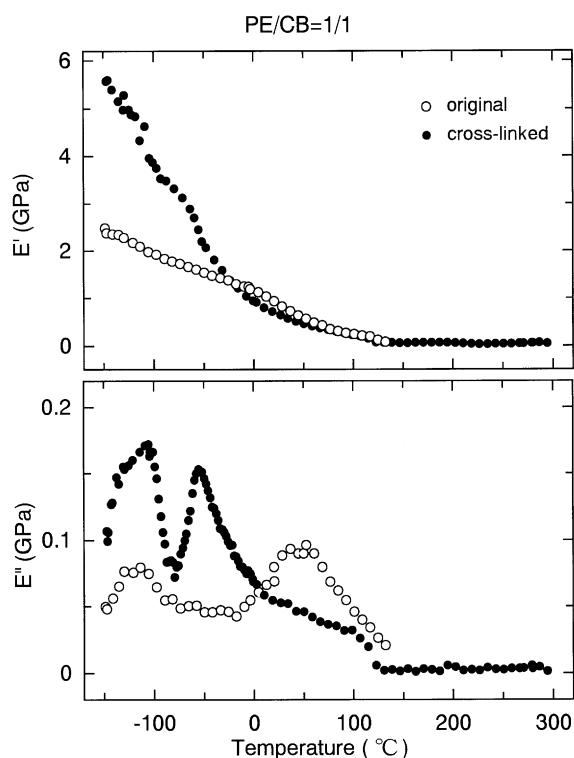 PE/CB=1/1
6
4
2
0
E' (GPa)
original
cross-linked
0.2
0.1
0
E" (GPa)
-100 0 100 200 300
Temperature ( ℃)